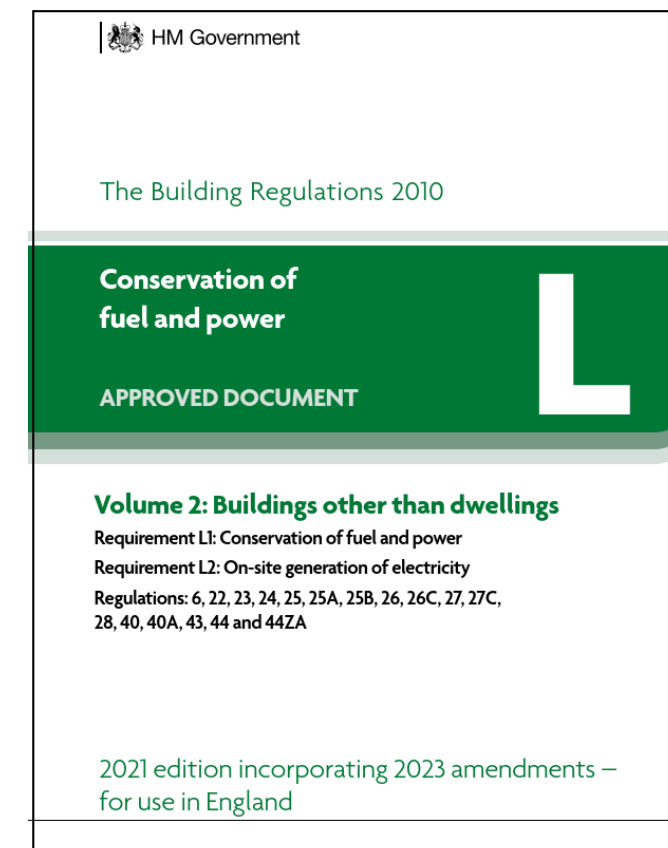 HM Government
The Building Regulations 2010
Conservation of
fuel and power
L
APPROVED DOCUMENT
Volume 2: Buildings other than dwellings
Requirement L1: Conservation of fuel and power
Requirement L2: On-site generation of electricity
Regulations: 6, 22, 23, 24, 25, 25A, 25B, 26, 26C, 27, 27C,
28, 40, 40A, 43, 44 and 44ZA
2021 edition incorporating 2023 amendments –
for use in England